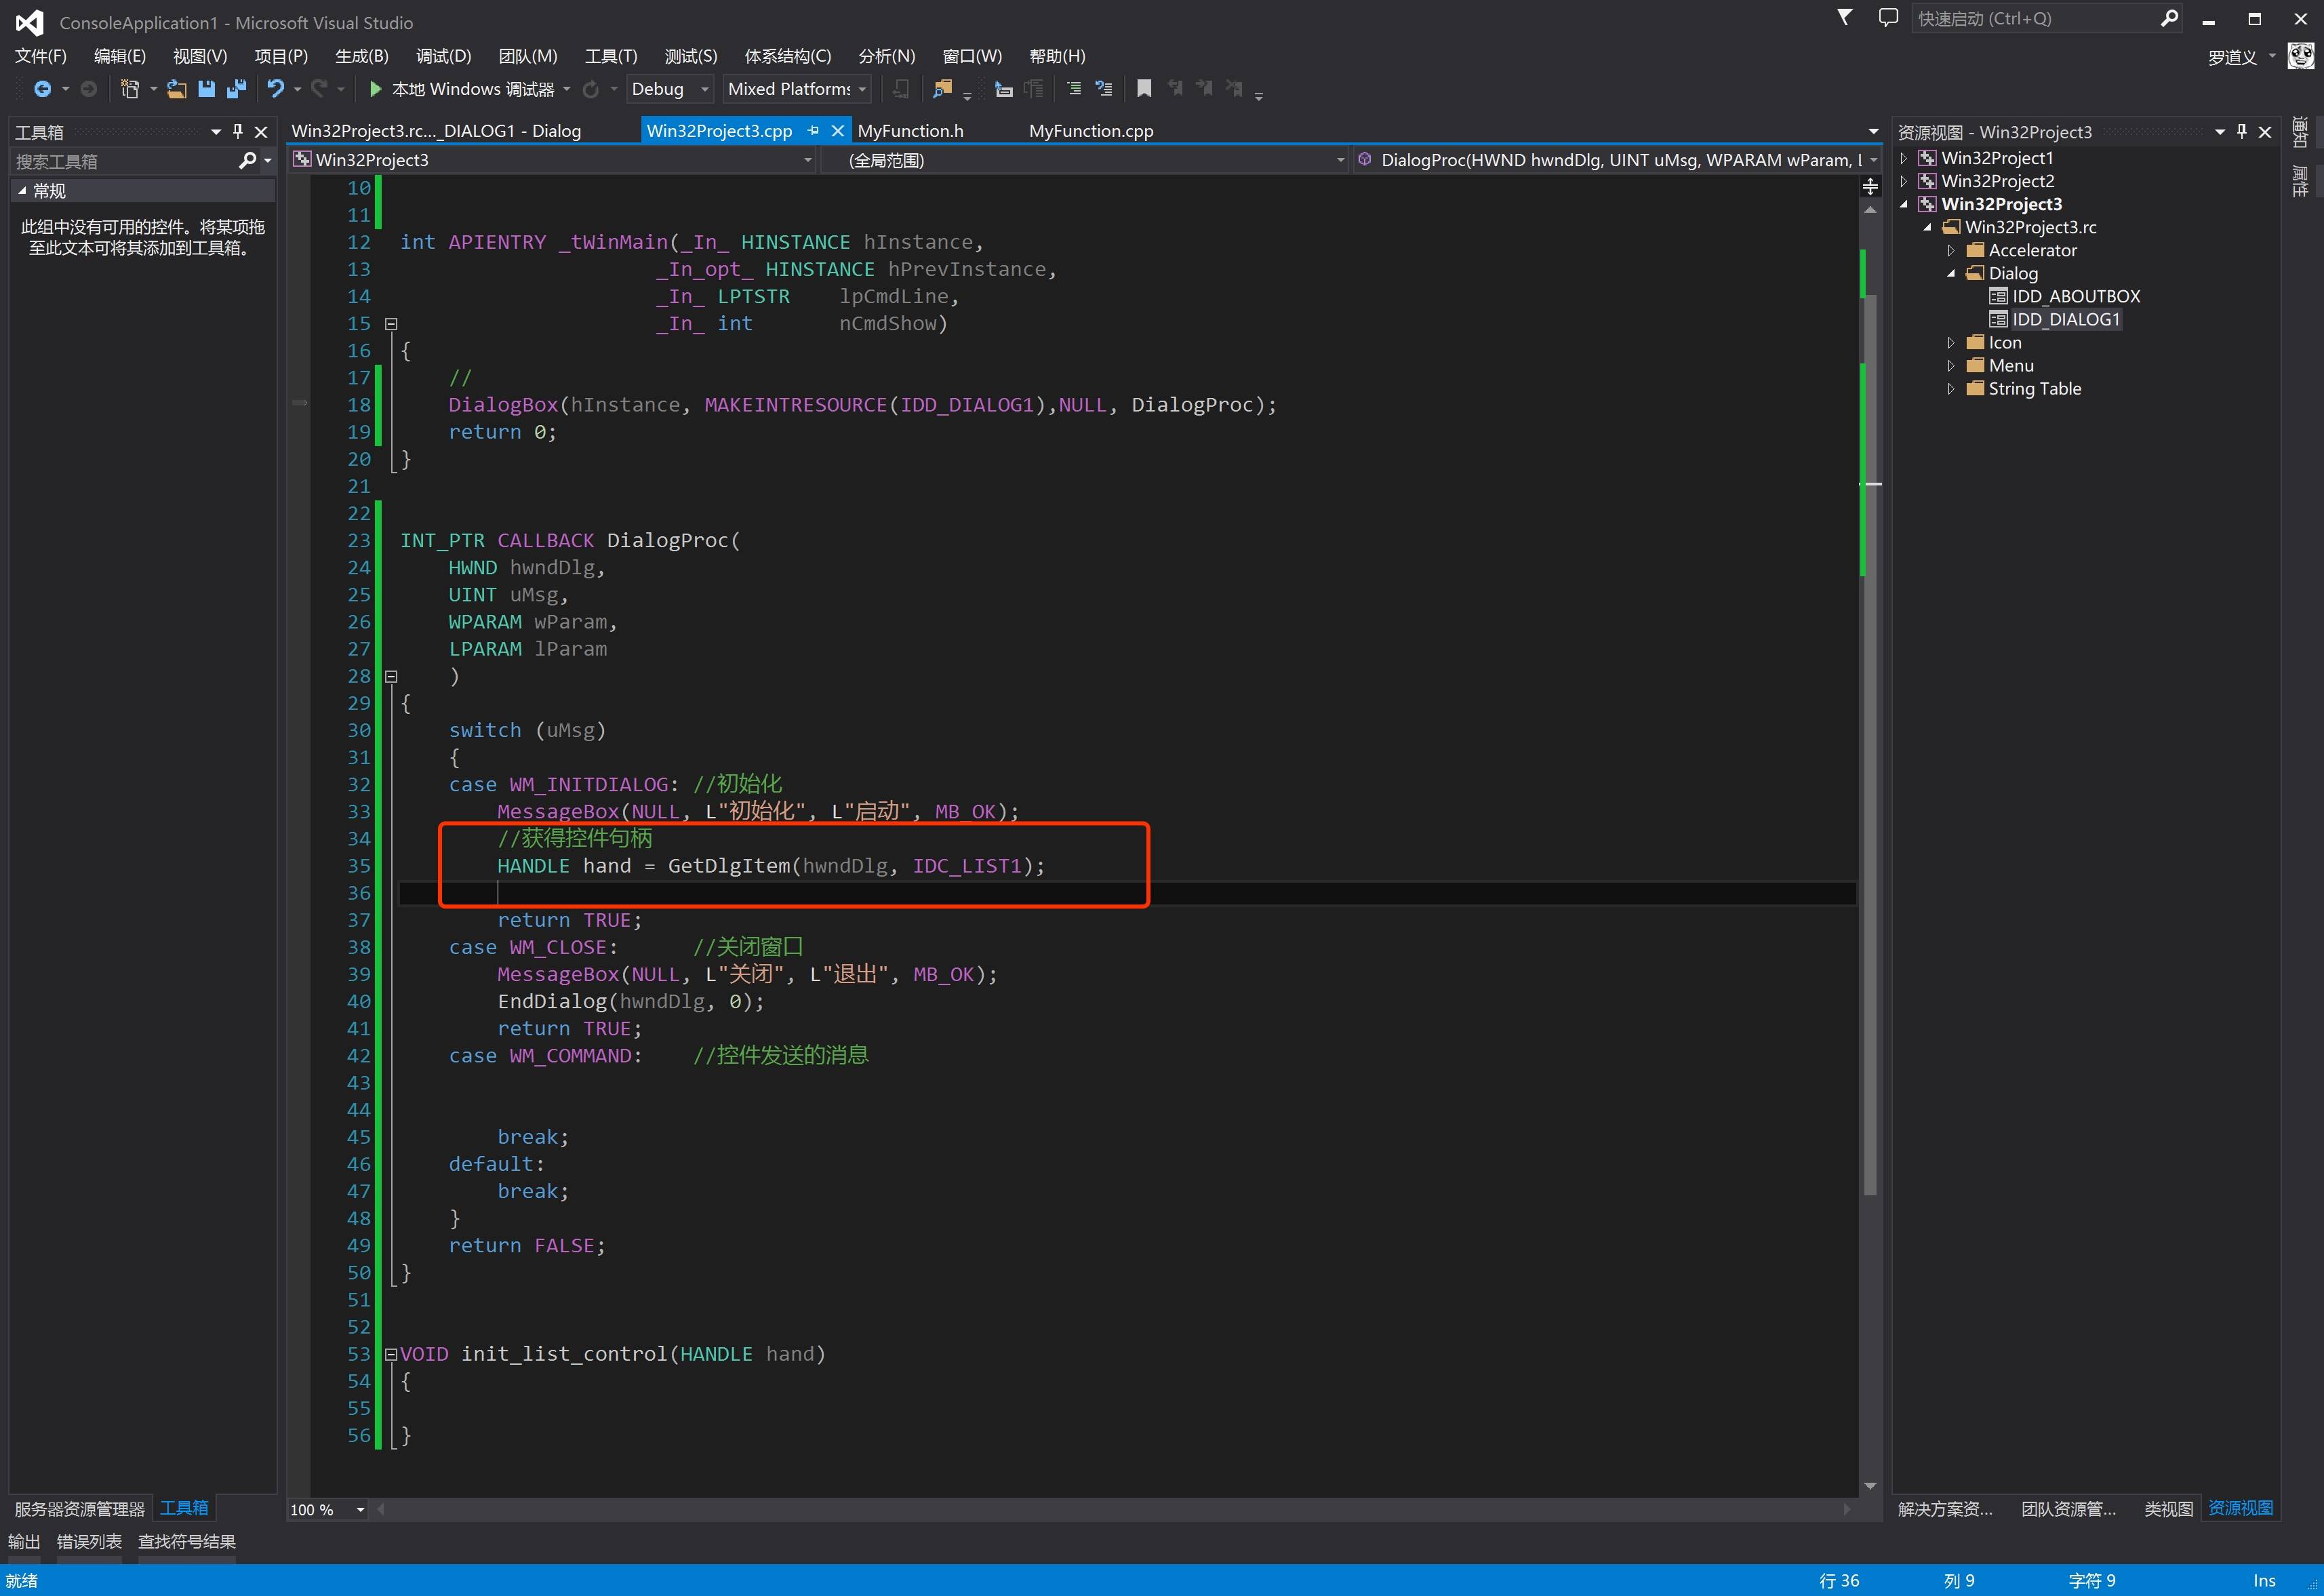 ConsoleApplication1 - Microsoft Visual Studio
快速启动 (Ctrl+Q)
文件(F) 编辑(E) 视图(V) 项目(P) 生成(B) 调试(D) 团队(M) 工具(T) 测试(S) 体系结构(C) 分析(N) 窗口(W) 帮助(H)
罗道义
本地 Windows 调试器 Debug Mixed Platforms
工具箱
搜索工具箱
常规
此组中没有可用的控件。将某项拖
至此文本可将其添加到工具箱。
Win32Project3.rc..._DIALOG1 - Dialog Win32Project3.cpp MyFunction.h MyFunction.cpp
Win32Project3 (全局范围) DialogProc(HWND hwndDlg, UINT uMsg, WPARAM wParam, L
10
11
12 int APIENTRY _tWinMain(_In_ HINSTANCE hInstance,
13 _In_opt_ HINSTANCE hPrevInstance,
14 _In_ LPTSTR lpCmdLine,
15 _In_ int nCmdShow)
16 {
17 //
18 DialogBox(hInstance, MAKEINTRESOURCE(IDD_DIALOG1),NULL, DialogProc);
19 return 0;
20 }
21
22
23 INT_PTR CALLBACK DialogProc(
24 HWND hwndDlg,
25 UINT uMsg,
26 WPARAM wParam,
27 LPARAM lParam
28 )
29 {
30 switch (uMsg)
31 {
32 case WM_INITDIALOG: //初始化
33 MessageBox(NULL, L"初始化", L"启动", MB_OK);
34 //获得控件句柄
35 HANDLE hand = GetDlgItem(hwndDlg, IDC_LIST1);
36
37 return TRUE;
38 case WM_CLOSE: //关闭窗口
39 MessageBox(NULL, L"关闭", L"退出", MB_OK);
40 EndDialog(hwndDlg, 0);
41 return TRUE;
42 case WM_COMMAND: //控件发送的消息
43
44
45 break;
46 default:
47 break;
48 }
49 return FALSE;
50 }
51
52
53 VOID init_list_control(HANDLE hand)
54 {
55
56 }
100 %
资源视图 - Win32Project3
Win32Project1
Win32Project2
Win32Project3
Win32Project3.rc
Accelerator
Dialog
IDD_ABOUTBOX
IDD_DIALOG1
Icon
Menu
String Table
通知
属性
服务器资源管理器 工具箱
解决方案资... 团队资源管... 类视图 资源视图
输出 错误列表 查找符号结果
就绪 行 36 列 9 字符 9 Ins